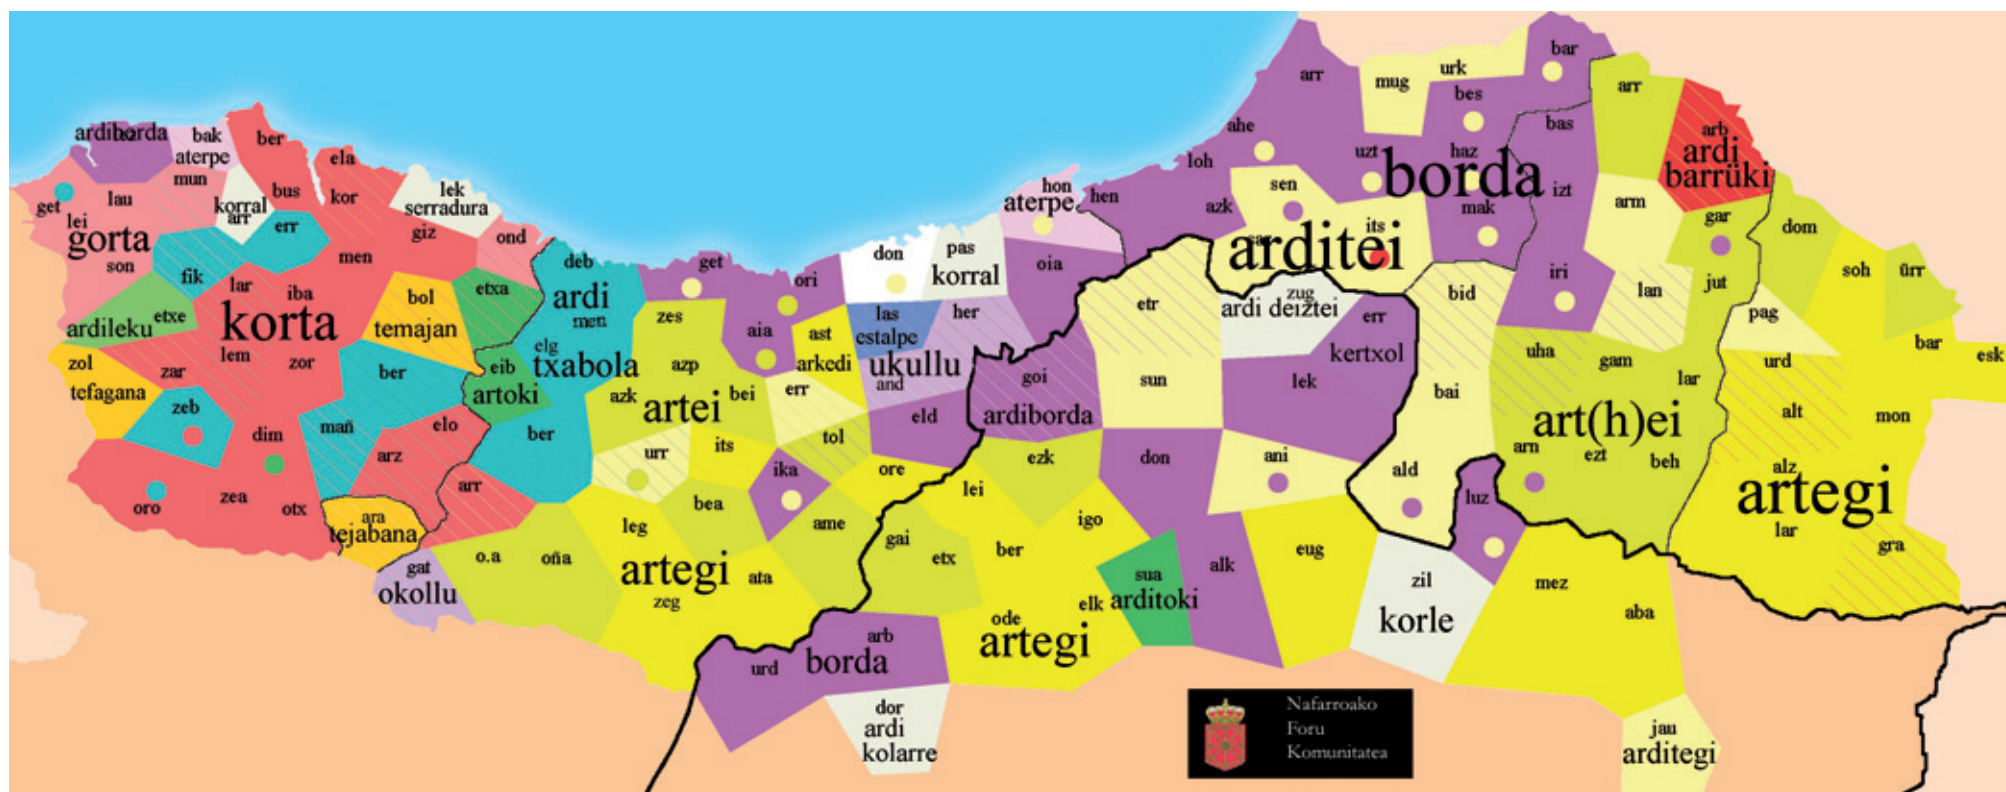 ardiborda
bak
aterpe
mun
ber
ela
kor
bus
lau
get
lei
gorta
son
korral
arr
err
lek
serradura
giz
ond
men
fik
lar
iba
korta
lem
zor
etxe
ardileku
zol
tefagana
zar
zeb
dim
oro
zea
otx
bol
temajan
etxa
ber
mañ
elo
arz
arr
ara
tejabana
gat
okollu
deb
ardi
men
elg
txabola
eib
artoki
ber
get
ori
zes
aia
azp
azk
artei
bei
ast
arkedi
err
tol
urr
its
ika
ore
bea
ame
leg
o.a
oña
artegi
ata
zeg
don
pas
korral
las
estalpe
her
ukullu
and
eld
oia
hon
aterpe
hen
goi
ardiborda
ezk
lei
gai
etx
ber
igo
ode
elk
artegi
arb
urd
borda
dor
ardi
kolarre
arr
mug
urk
bar
bes
ahe
loh
uzt
haz
borda
bas
izt
sen
azk
mak
its
arditei
etr
sun
zug
ardi deiztei
err
kertxol
lek
don
ani
sua
arditoki
alk
eug
bid
bai
ald
luz
zil
korle
iri
lan
arr
arb
ardi
barrüki
arm
gar
jut
uha
gam
lar
art(h)ei
arn
ezt
beh
mez
aba
jau
arditegi
dom
soh
ürr
pag
urd
bar
esk
alt
mon
alz
artegi
lar
gra
Nafarroako
Foru
Komunitatea